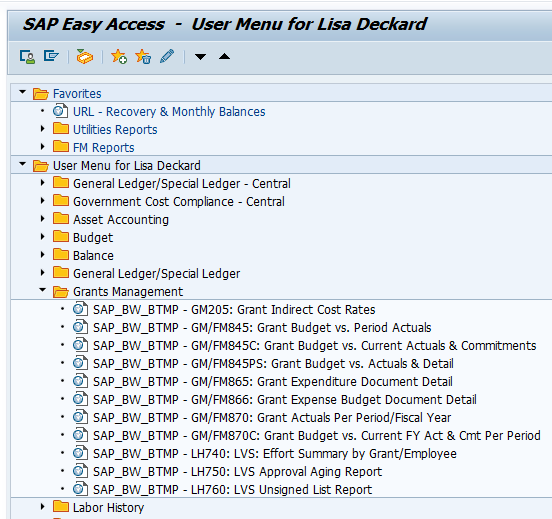 SAP Easy Access - User Menu for Lisa Deckard
Favorites
URL - Recovery & Monthly Balances
Utilities Reports
FM Reports
User Menu for Lisa Deckard
General Ledger/Special Ledger - Central
Government Cost Compliance - Central
Asset Accounting
Budget
Balance
General Ledger/Special Ledger
Grants Management
SAP_BW_BTMP - GM205: Grant Indirect Cost Rates
SAP_BW_BTMP - GM/FM845: Grant Budget vs. Period Actuals
SAP_BW_BTMP - GM/FM845C: Grant Budget vs. Current Actuals & Commitments
SAP_BW_BTMP - GM/FM845PS: Grant Budget vs. Actuals & Detail
SAP_BW_BTMP - GM/FM865: Grant Expenditure Document Detail
SAP_BW_BTMP - GM/FM866: Grant Expense Budget Document Detail
SAP_BW_BTMP - GM/FM870: Grant Actuals Per Period/Fiscal Year
SAP_BW_BTMP - GM/FM870C: Grant Budget vs. Current FY Act & Cmt Per Period
SAP_BW_BTMP - LH740: LVS: Effort Summary by Grant/Employee
SAP_BW_BTMP - LH750: LVS Approval Aging Report
SAP_BW_BTMP - LH760: LVS Unsigned List Report
Labor History